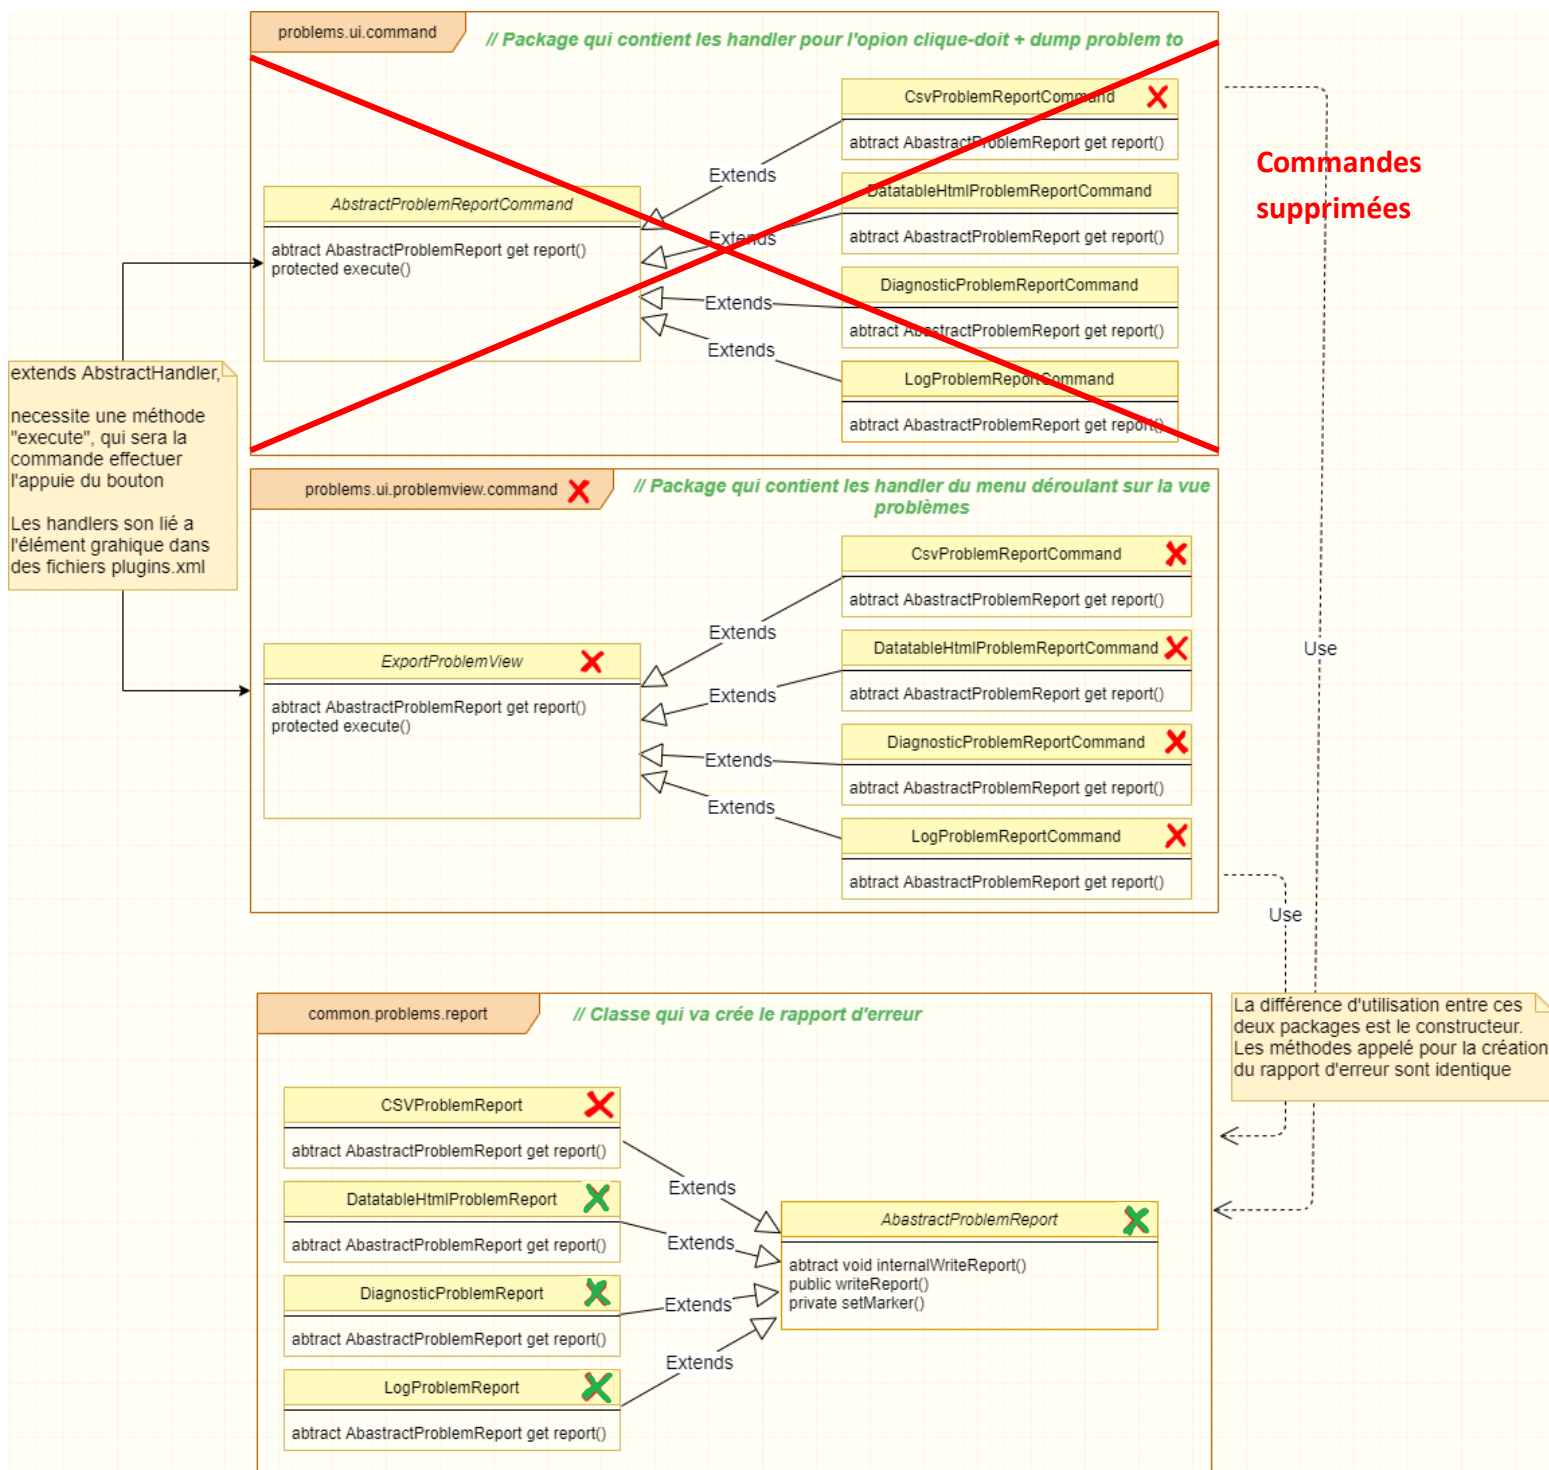 problems.ui.command
// Package qui contient les handler pour l'opion clique-doit + dump problem to
CsvProblemReportCommand
abtract AbastractProblemReport get report()
Extends
DatatableHtmlProblemReportCommand
abtract AbastractProblemReport get report()
Extends
AbstractProblemReportCommand
abtract AbastractProblemReport get report()
protected execute()
DiagnosticProblemReportCommand
abtract AbastractProblemReport get report()
Extends
LogProblemReportCommand
abtract AbastractProblemReport get report()
Extends
Commandes
supprimées
extends AbstractHandler,
necessite une méthode
"execute", qui sera la
commande effectuer
l'appuie du bouton
Les handlers son lié a
l'élément grahique dans
des fichiers plugins.xml
problems.ui.problemview.command
// Package qui contient les handler du menu déroulant sur la vue
problèmes
CsvProblemReportCommand
abtract AbastractProblemReport get report()
Extends
DatatableHtmlProblemReportCommand
abtract AbastractProblemReport get report()
Extends
ExportProblemView
abtract AbastractProblemReport get report()
protected execute()
DiagnosticProblemReportCommand
abtract AbastractProblemReport get report()
Extends
LogProblemReportCommand
abtract AbastractProblemReport get report()
Extends
Use
Use
common.problems.report
// Classe qui va crée le rapport d'erreur
La différence d'utilisation entre ces
deux packages est le constructeur.
Les méthodes appelé pour la création
du rapport d'erreur sont identique
CSVProblemReport
abtract AbastractProblemReport get report()
Extends
DatatableHtmlProblemReport
abtract AbastractProblemReport get report()
Extends
DiagnosticProblemReport
abtract AbastractProblemReport get report()
Extends
LogProblemReport
abtract AbastractProblemReport get report()
Extends
AbastractProblemReport
abtract void internalWriteReport()
public writeReport()
private setMarker()